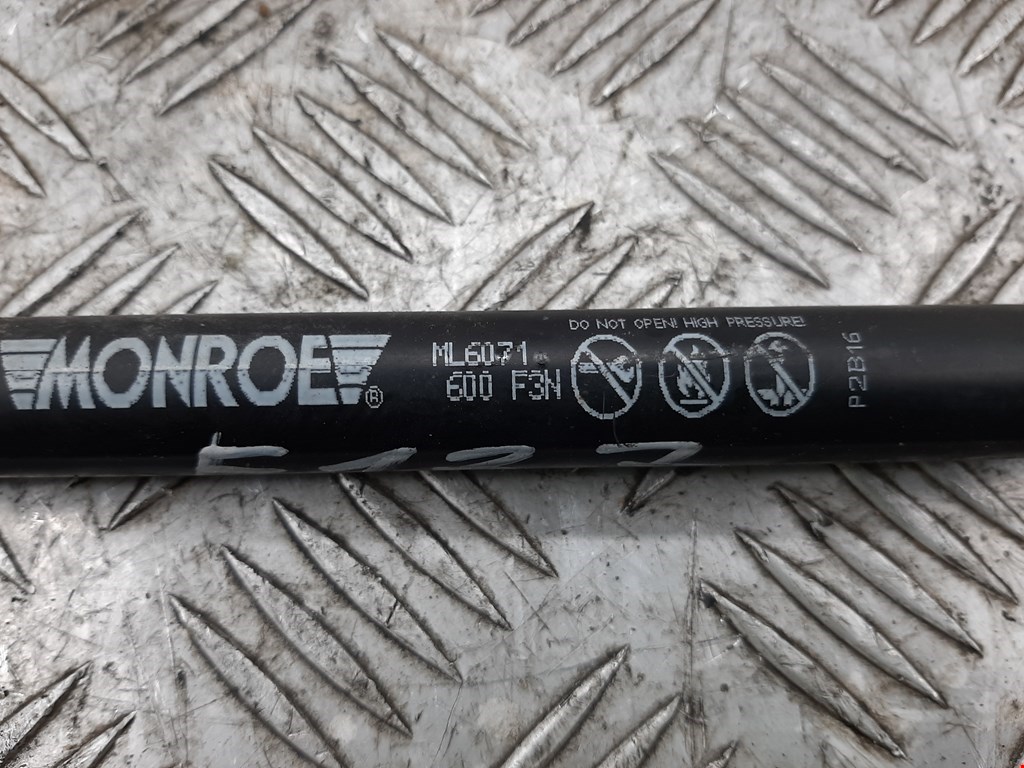 MONROE®
ML6071
600 F3N
DO NOT OPEN! HIGH PRESSURE!
P2B16